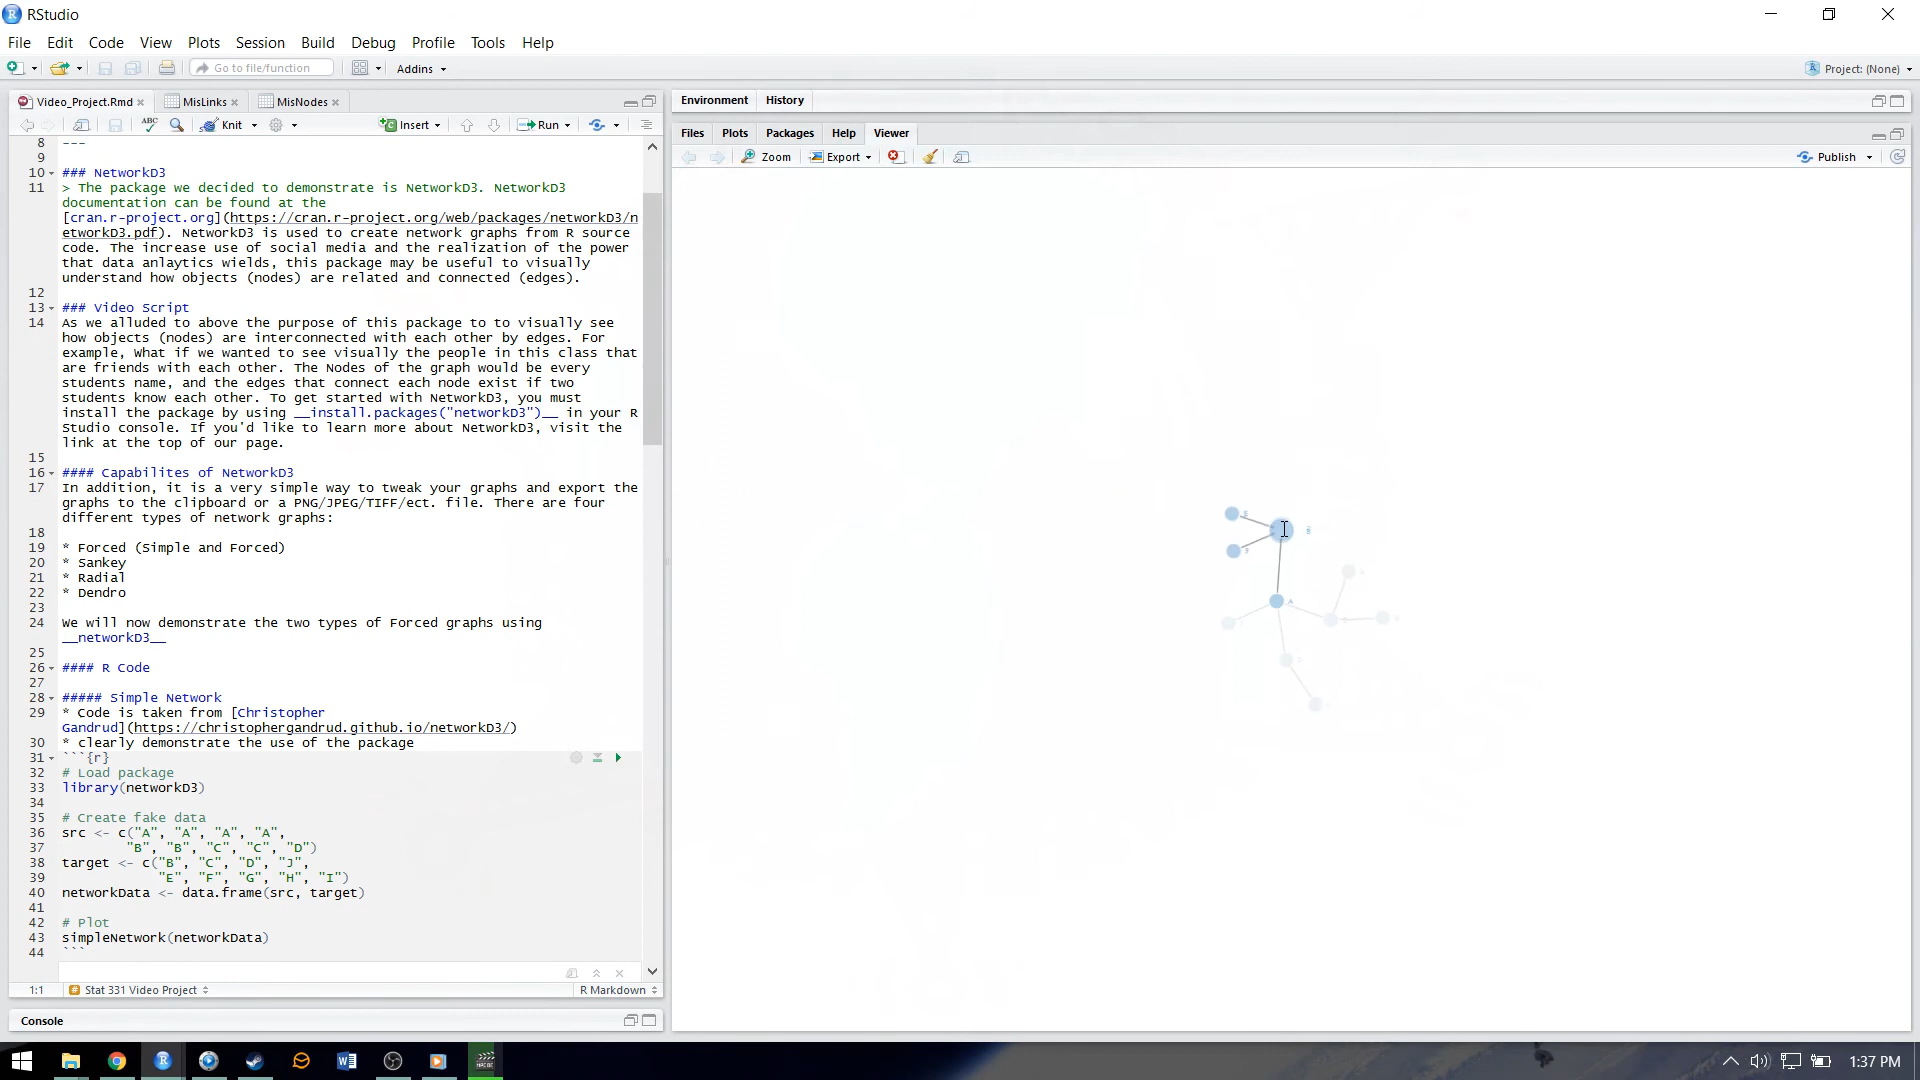 RStudio
File Edit Code View Plots Session Build Debug Profile Tools Help
Go to file/function Addins Project: (None)
Video_Project.Rmd MisLinks MisNodes
ABC Knit Insert Run
8 ---
9
10 ### NetworkD3
11 > The package we decided to demonstrate is NetworkD3. NetworkD3
documentation can be found at the
[cran.r-project.org](https://cran.r-project.org/web/packages/networkD3/n
etworkD3.pdf). NetworkD3 is used to create network graphs from R source
code. The increase use of social media and the realization of the power
that data anlaytics wields, this package may be useful to visually
understand how objects (nodes) are related and connected (edges).
12
13 ### Video Script
14 As we alluded to above the purpose of this package to to visually see
how objects (nodes) are interconnected with each other by edges. For
example, What if we wanted to see visually the people in this class that
are friends with each other. The Nodes of the graph would be every
students name, and the edges that connect each node exist if two
students know each other. To get started with NetworkD3, you must
install the package by using __install.packages("networkD3")__ in your R
Studio console. If you'd like to learn more about NetworkD3, visit the
link at the top of our page.
15
16 #### Capabilites of NetworkD3
17 In addition, it is a very simple way to tweak your graphs and export the
graphs to the clipboard or a PNG/JPEG/TIFF/ect. file. There are four
different types of network graphs:
18
19 * Forced (Simple and Forced)
20 * Sankey
21 * Radial
22 * Dendro
23
24 We will now demonstrate the two types of Forced graphs using
__networkD3__
25
26 #### R Code
27
28 ##### Simple Network
29 * Code is taken from [Christopher
Gandrud](https://christophergandrud.github.io/networkD3/)
30 * clearly demonstrate the use of the package
31 ```{r}
32 # Load package
33 library(networkD3)
34
35 # Create fake data
36 src <- c("A", "A", "A", "A",
37 "B", "B", "C", "C", "D")
38 target <- c("B", "C", "D", "J",
39 "E", "F", "G", "H", "I")
40 networkData <- data.frame(src, target)
41
42 # Plot
43 simpleNetwork(networkData)
44 ```
1:1 # Stat 331 Video Project R Markdown
Console
Environment History
Files Plots Packages Help Viewer
Zoom Export Publish
1:37 PM